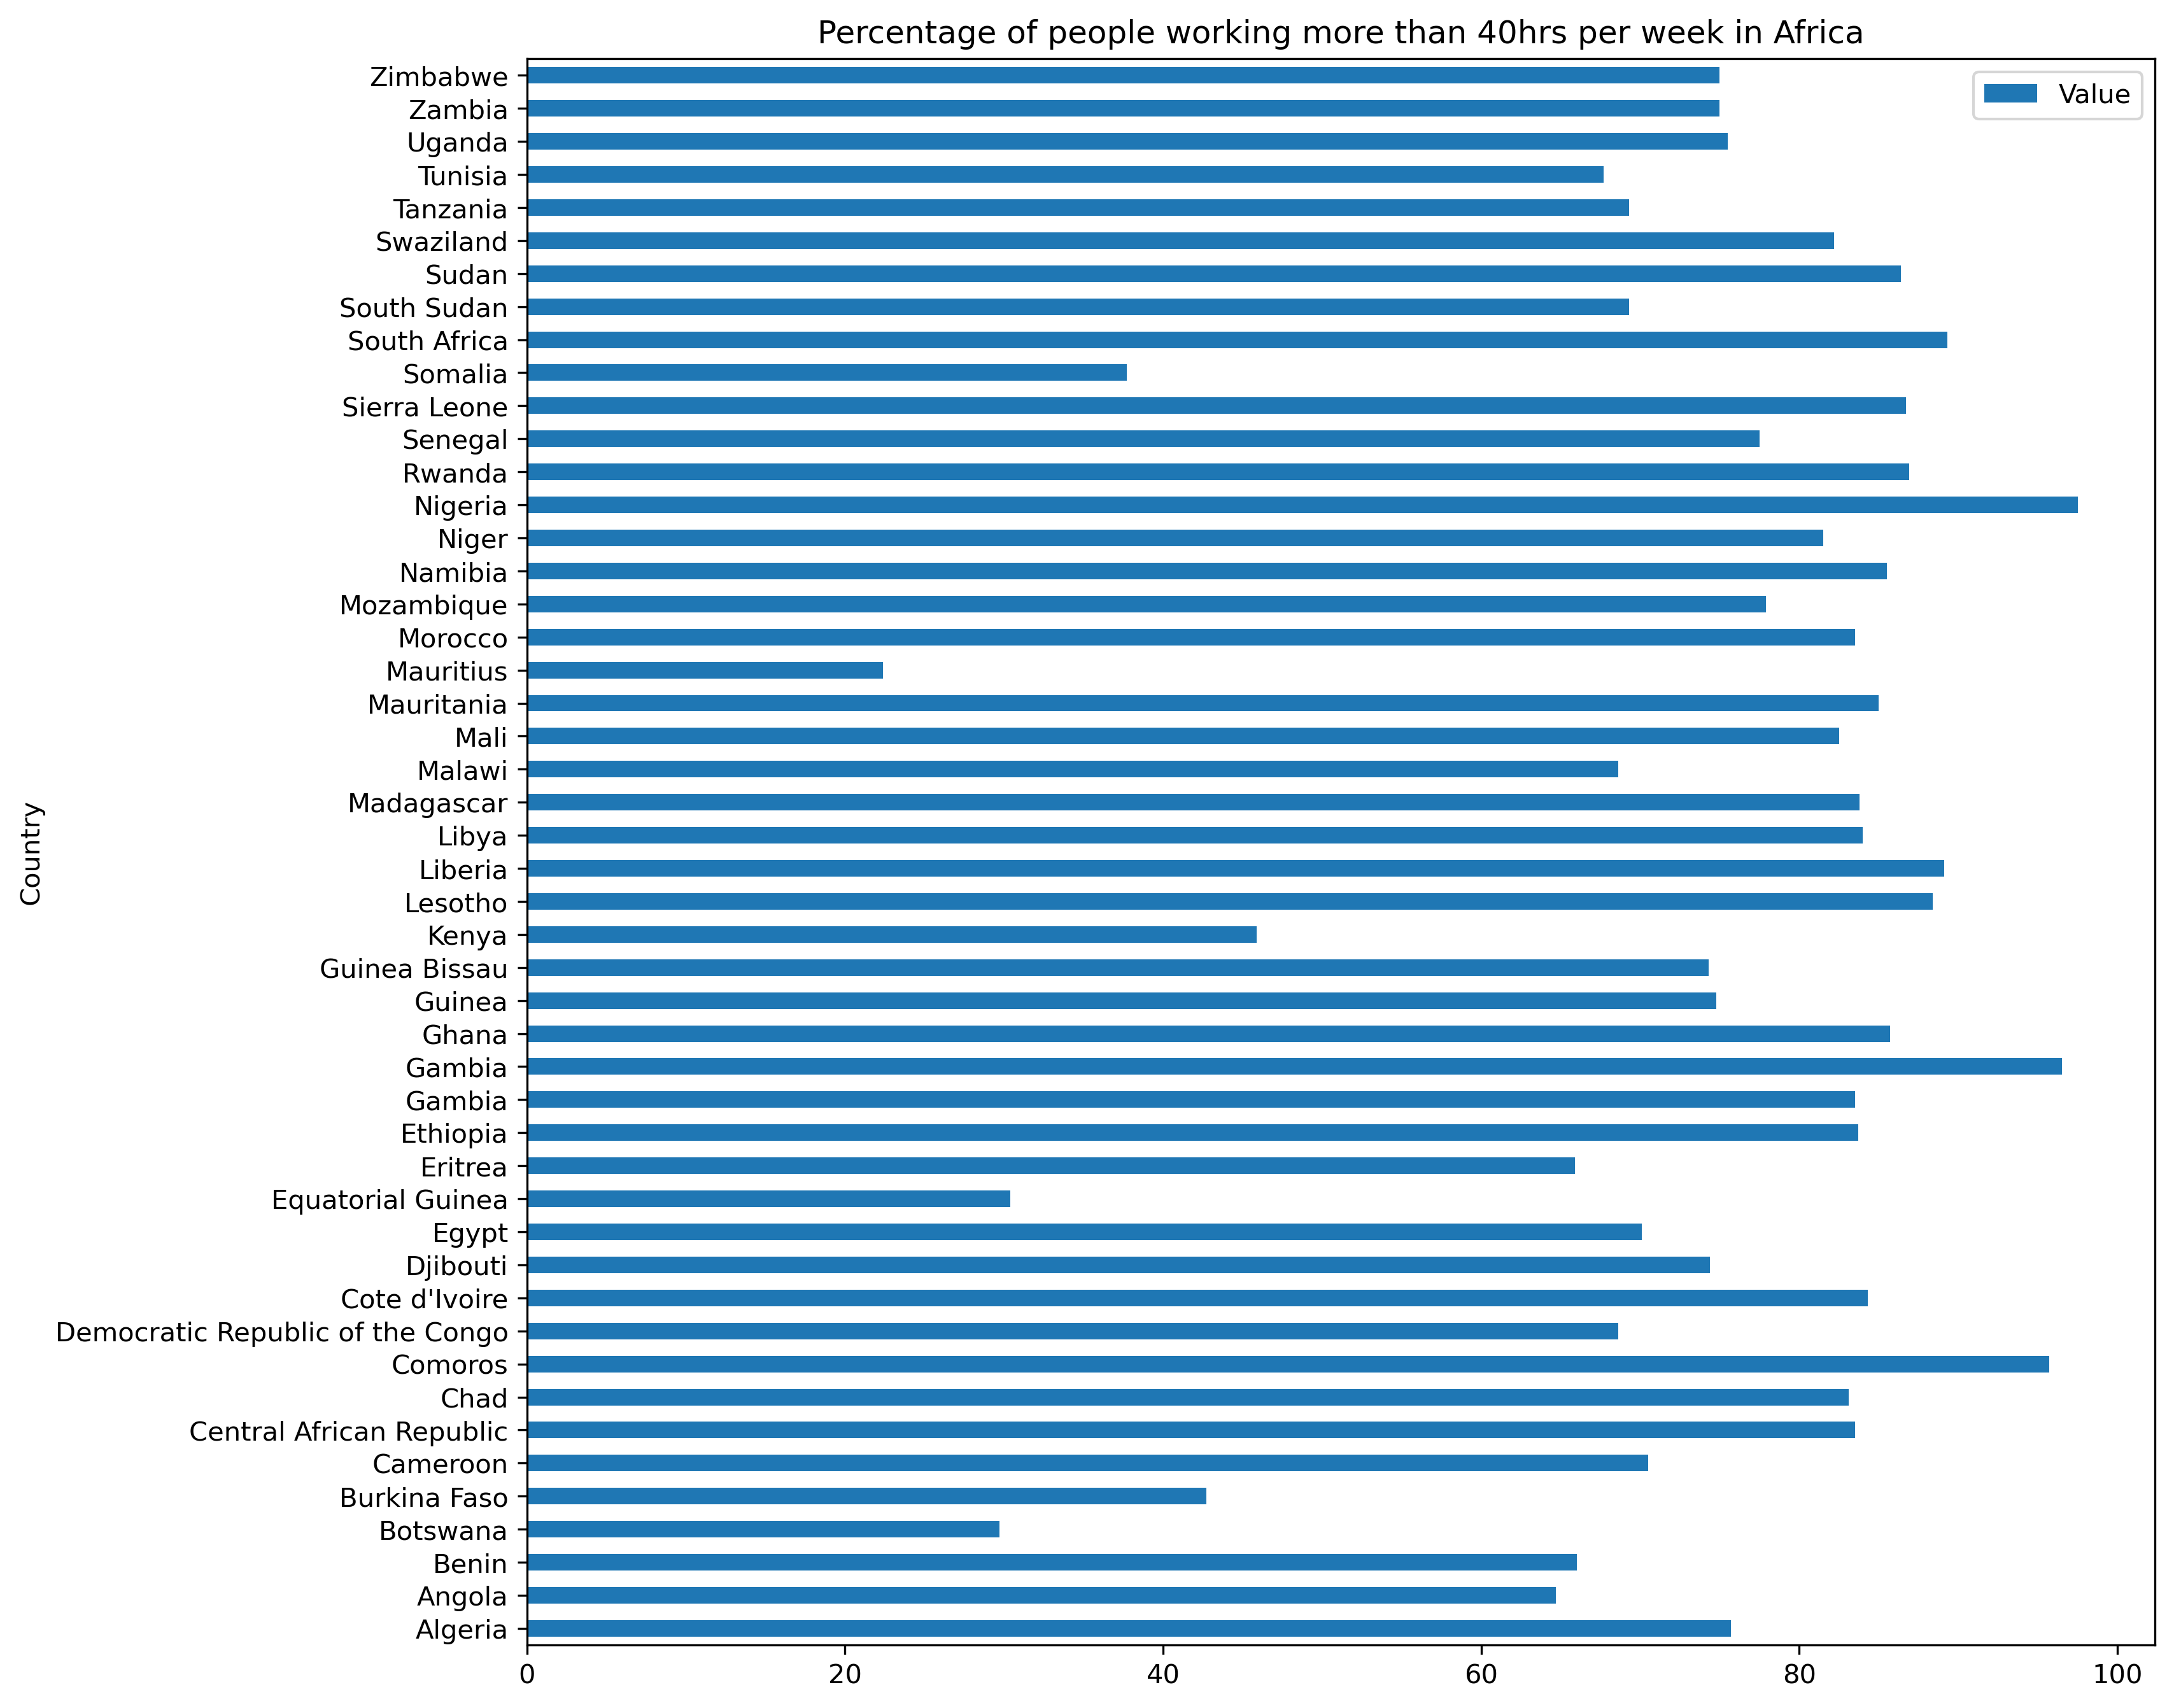 Percentage of people working more than 40hrs per week in Africa
Value
Country
Zimbabwe
Zambia
Uganda
Tunisia
Tanzania
Swaziland
Sudan
South Sudan
South Africa
Somalia
Sierra Leone
Senegal
Rwanda
Nigeria
Niger
Namibia
Mozambique
Morocco
Mauritius
Mauritania
Mali
Malawi
Madagascar
Libya
Liberia
Lesotho
Kenya
Guinea Bissau
Guinea
Ghana
Gambia
Gambia
Ethiopia
Eritrea
Equatorial Guinea
Egypt
Djibouti
Cote d'Ivoire
Democratic Republic of the Congo
Comoros
Chad
Central African Republic
Cameroon
Burkina Faso
Botswana
Benin
Angola
Algeria
0 20 40 60 80 100